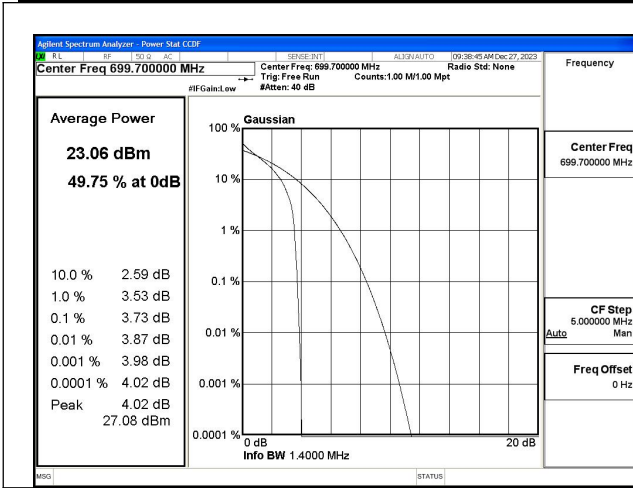 Agilent Spectrum Analyzer - Power Stat CCDF
LXI RL RF 50 Ω AC SENSE:INT ALIGN AUTO 09:38:45 AM Dec 27, 2023
Center Freq 699.700000 MHz
Center Freq: 699.700000 MHz Radio Std: None
Trig: Free Run Counts:1.00 M/1.00 Mpt
#IFGain:Low #Atten: 40 dB
Frequency
Average Power
23.06 dBm
49.75 % at 0dB
10.0 % 2.59 dB
1.0 % 3.53 dB
0.1 % 3.73 dB
0.01 % 3.87 dB
0.001 % 3.98 dB
0.0001 % 4.02 dB
Peak 4.02 dB
27.08 dBm
Gaussian
100 %
10 %
1 %
0.1 %
0.01 %
0.001 %
0.0001 %
0 dB 20 dB
Info BW 1.4000 MHz
Center Freq
699.700000 MHz
CF Step
5.000000 MHz
Auto Man
Freq Offset
0 Hz
MSG STATUS